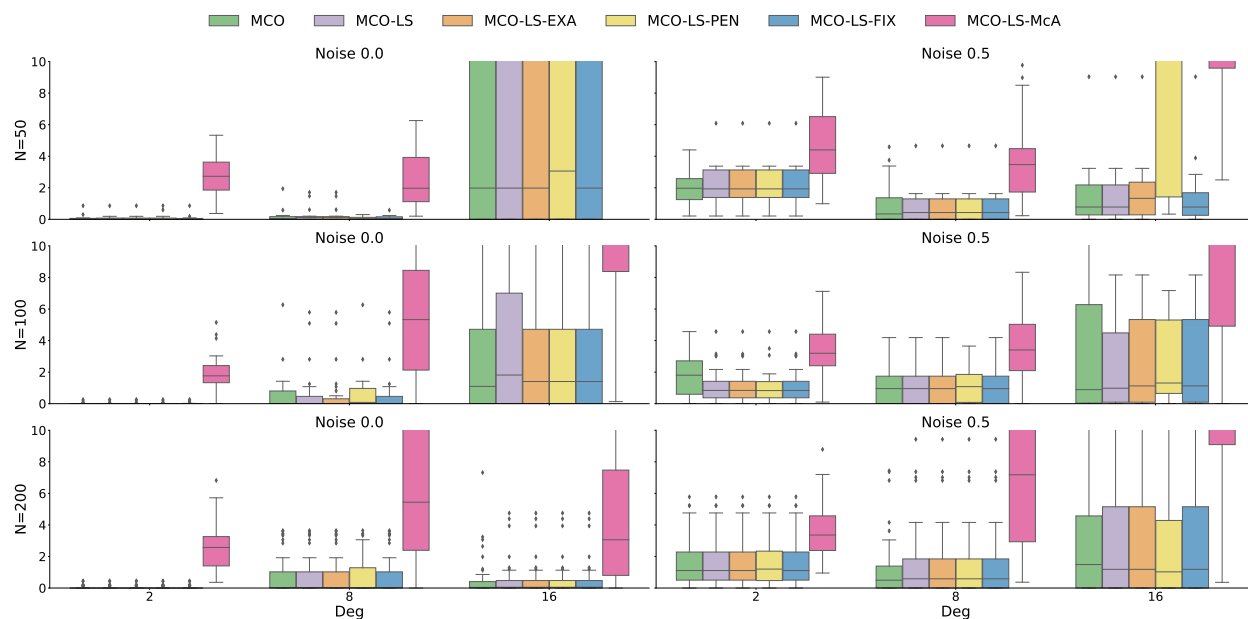 MCO MCO-LS MCO-LS-EXA MCO-LS-PEN MCO-LS-FIX MCO-LS-McA
Noise 0.0 Noise 0.5
10
8
6
4
2
0
N=50
Noise 0.0 Noise 0.5
10
8
6
4
2
0
N=100
Noise 0.0 Noise 0.5
10
8
6
4
2
0
N=200
2 8 16 2 8 16
Deg Deg